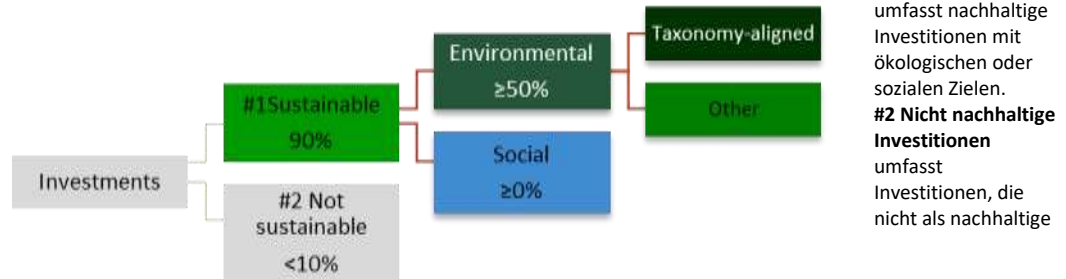 Investments
#1Sustainable
90%
#2 Not
sustainable
<10%
Environmental
≥50%
Social
≥0%
Taxonomy-aligned
Other
umfasst nachhaltige
Investitionen mit
ökologischen oder
sozialen Zielen.
#2 Nicht nachhaltige
Investitionen
umfasst
Investitionen, die
nicht als nachhaltige